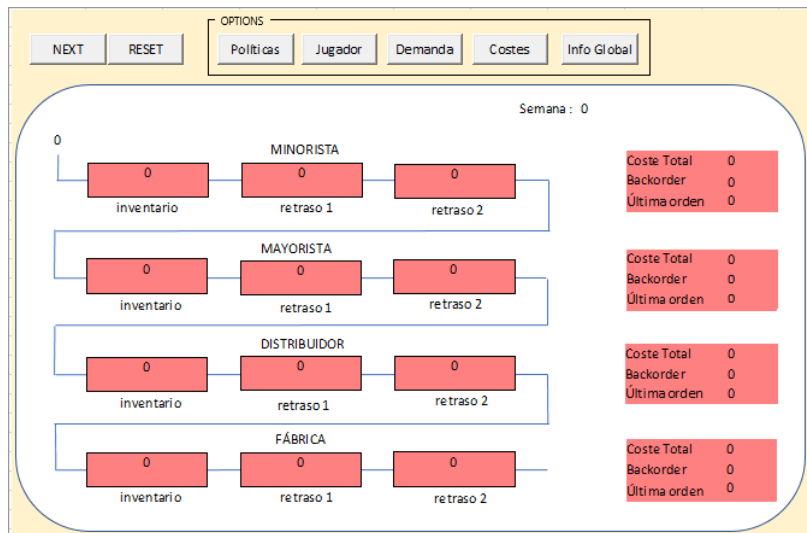 OPTIONS
NEXT RESET Políticas Jugador Demanda Costes Info Global
Semana : 0
0
MINORISTA
0 0 0
inventario retraso 1 retraso 2
Coste Total 0
Backorder 0
Última orden 0
MAYORISTA
0 0 0
inventario retraso 1 retraso 2
Coste Total 0
Backorder 0
Última orden 0
DISTRIBUIDOR
0 0 0
inventario retraso 1 retraso 2
Coste Total 0
Backorder 0
Última orden 0
FÁBRICA
0 0 0
inventario retraso 1 retraso 2
Coste Total 0
Backorder 0
Última orden 0